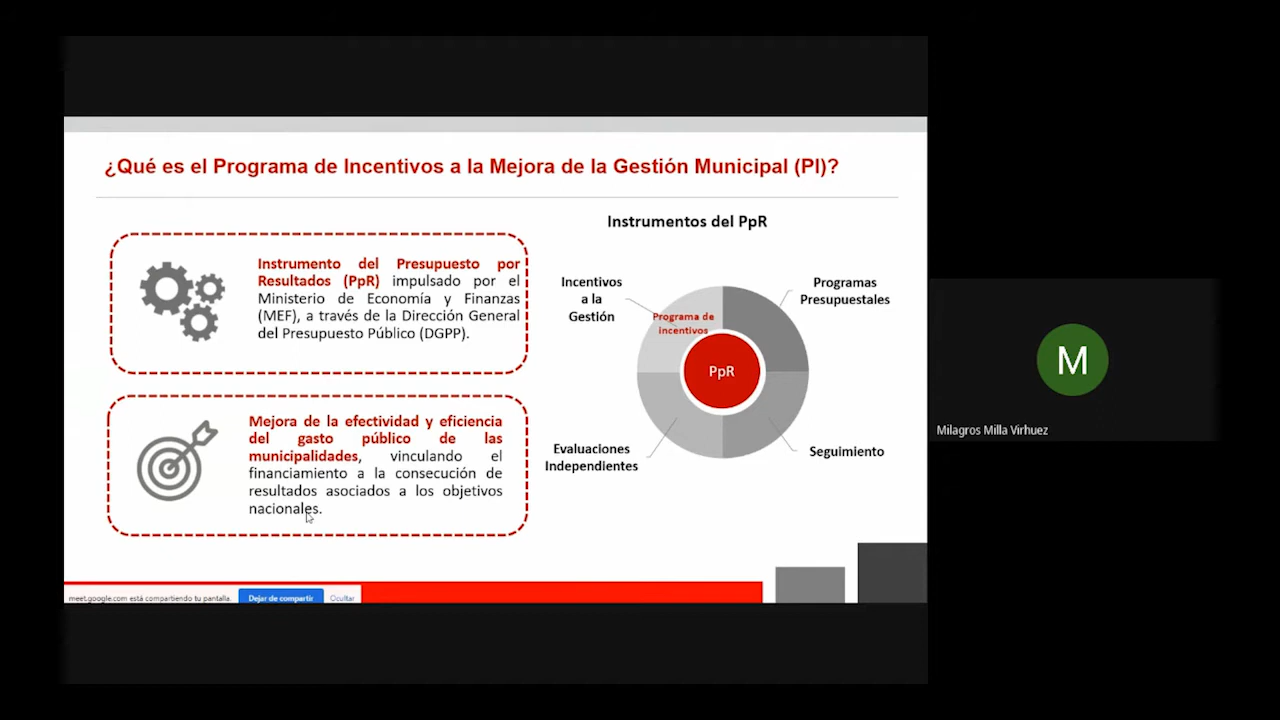 ¿Qué es el Programa de Incentivos a la Mejora de la Gestión Municipal (PI)?
Instrumento del Presupuesto por
Resultados (PpR) impulsado por el
Ministerio de Economía y Finanzas
(MEF), a través de la Dirección General
del Presupuesto Público (DGPP).
Mejora de la efectividad y eficiencia
del gasto público de las
municipalidades, vinculando el
financiamiento a la consecución de
resultados asociados a los objetivos
nacionales.
Instrumentos del PpR
Incentivos
a la
Gestión
Programas
Presupuestales
Programa de
incentivos
PpR
Evaluaciones
Independientes
Seguimiento
meet.google.com está compartiendo tu pantalla.
Dejar de compartir
Ocultar
M
Milagros Milla Virhuez